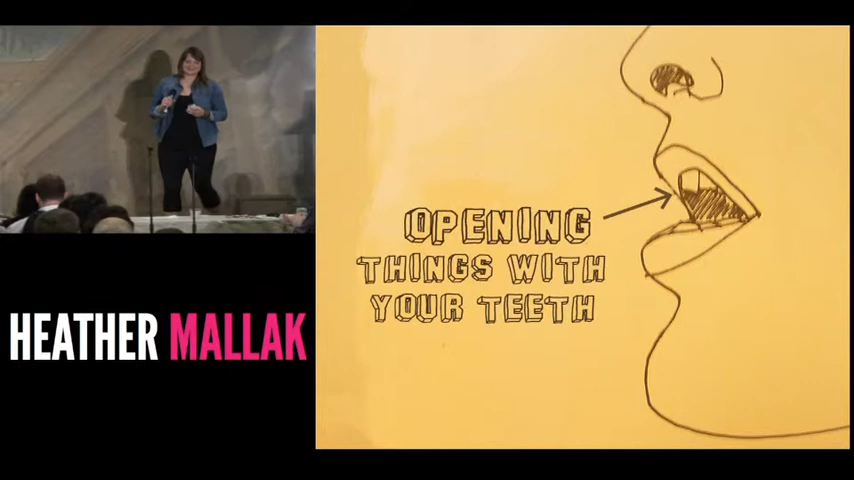 HEATHER MALLAK
OPENING
THINGS WITH
YOUR TEETH